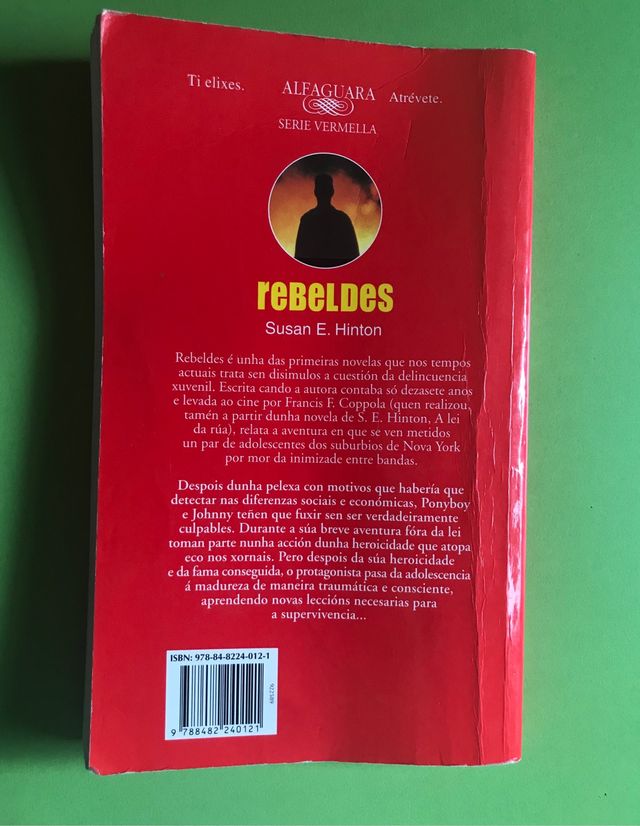 Ti elixes.
ALFAGUARA
Atrévete.
SERIE VERMELLA
REBELDES
Susan E. Hinton
Rebeldes é unha das primeiras novelas que nos tempos
actuais trata sen disimulos a cuestión da delincuencia
xuvenil. Escrita cando a autora contaba só dezasete anos
e levada ao cine por Francis F. Coppola (quen realizou,
tamén a partir dunha novela de S. E. Hinton, A lei
da rúa), relata a aventura en que se ven metidos
un par de adolescentes dos suburbios de Nova York
por mor da inimizade entre bandas.
Despois dunha pelexa con motivos que habería que
detectar nas diferenzas sociais e económicas, Ponyboy
e Johnny teñen que fuxir sen ser verdadeiramente
culpables. Durante a súa breve aventura fóra da lei
toman parte nunha acción dunha heroicidade que atopa
eco nos xornais. Pero despois da súa heroicidade
e da fama conseguida, o protagonista pasa da adolescencia
á madureza de maneira traumática e consciente,
aprendendo novas leccións necesarias para
a supervivencia...
ISBN: 978-84-8224-012-1
922589
9 788482 240121